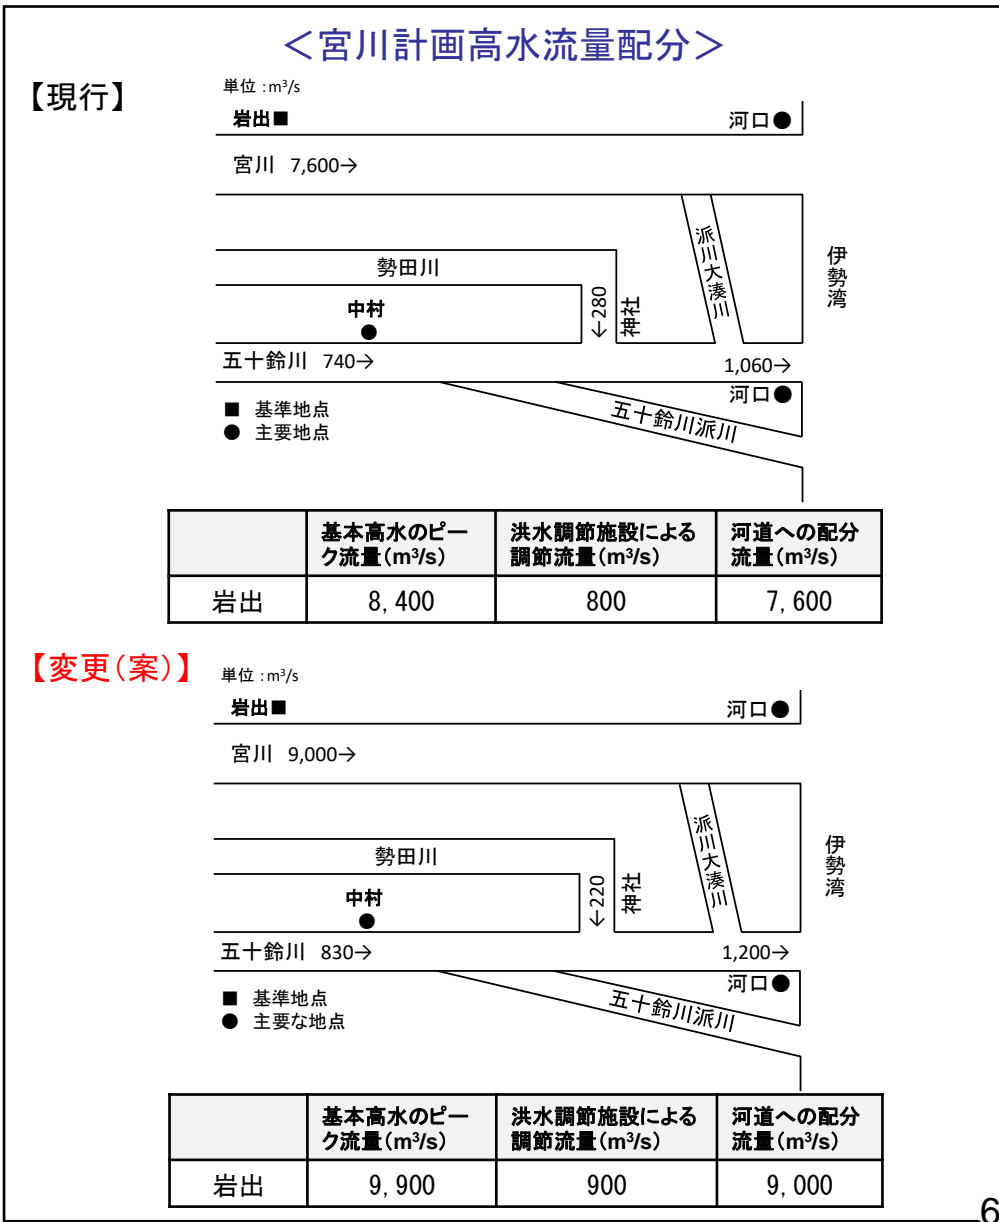 ＜宮川計画高水流量配分＞
【現行】
単位：m³/s
岩出■
河口●
宮川 7,600→
派川大湊川
伊勢湾
勢田川
←280
神社
中村
●
五十鈴川 740→
1,060→
河口●
五十鈴川派川
■ 基準地点
● 主要地点
基本高水のピー
ク流量(m³/s)
洪水調節施設による
調節流量(m³/s)
河道への配分
流量(m³/s)
岩出 8,400 800 7,600
【変更(案)】
単位：m³/s
岩出■
河口●
宮川 9,000→
派川大湊川
伊勢湾
勢田川
←220
神社
中村
●
五十鈴川 830→
1,200→
河口●
五十鈴川派川
■ 基準地点
● 主要な地点
基本高水のピー
ク流量(m³/s)
洪水調節施設による
調節流量(m³/s)
河道への配分
流量(m³/s)
岩出 9,900 900 9,000
6